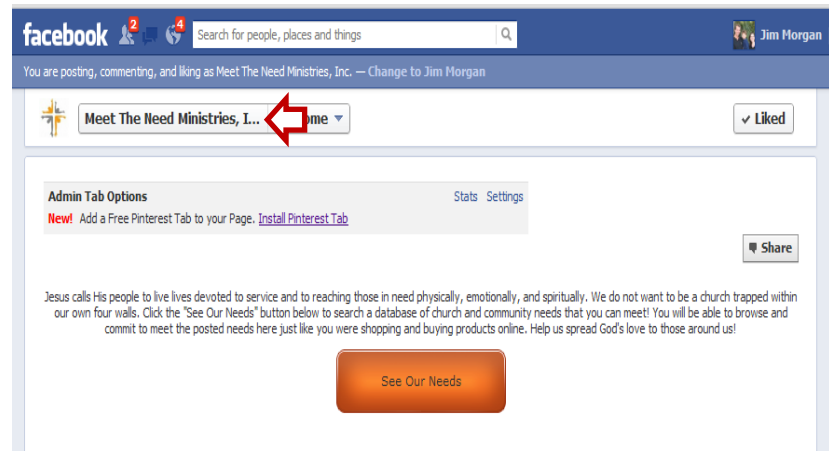 facebook 2 4 Search for people, places and things Jim Morgan
You are posting, commenting, and liking as Meet The Need Ministries, Inc. — Change to Jim Morgan
Meet The Need Ministries, I... ome Liked
Admin Tab Options Stats Settings
New! Add a Free Pinterest Tab to your Page. Install Pinterest Tab
Share
Jesus calls His people to live lives devoted to service and to reaching those in need physically, emotionally, and spiritually. We do not want to be a church trapped within
our own four walls. Click the "See Our Needs" button below to search a database of church and community needs that you can meet! You will be able to browse and
commit to meet the posted needs here just like you were shopping and buying products online. Help us spread God's love to those around us!
See Our Needs